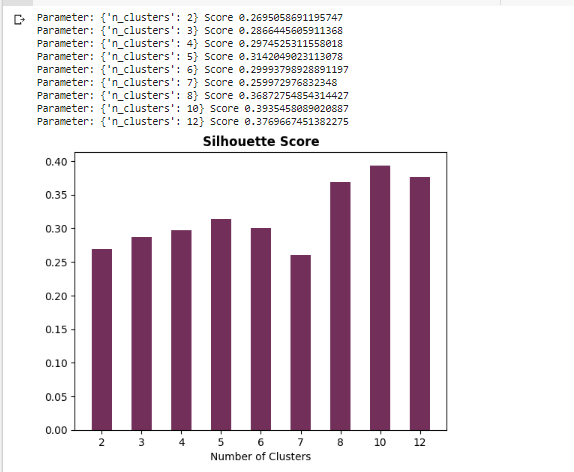 Parameter: {'n_clusters': 2} Score 0.2695058691195747
Parameter: {'n_clusters': 3} Score 0.2866445605911368
Parameter: {'n_clusters': 4} Score 0.2974525311558018
Parameter: {'n_clusters': 5} Score 0.3142049023113078
Parameter: {'n_clusters': 6} Score 0.29993798928891197
Parameter: {'n_clusters': 7} Score 0.259972976832348
Parameter: {'n_clusters': 8} Score 0.36872754854314427
Parameter: {'n_clusters': 10} Score 0.3935458089020887
Parameter: {'n_clusters': 12} Score 0.3769667451382275
Silhouette Score
0.40
0.35
0.30
0.25
0.20
0.15
0.10
0.05
0.00
2 3 4 5 6 7 8 10 12
Number of Clusters